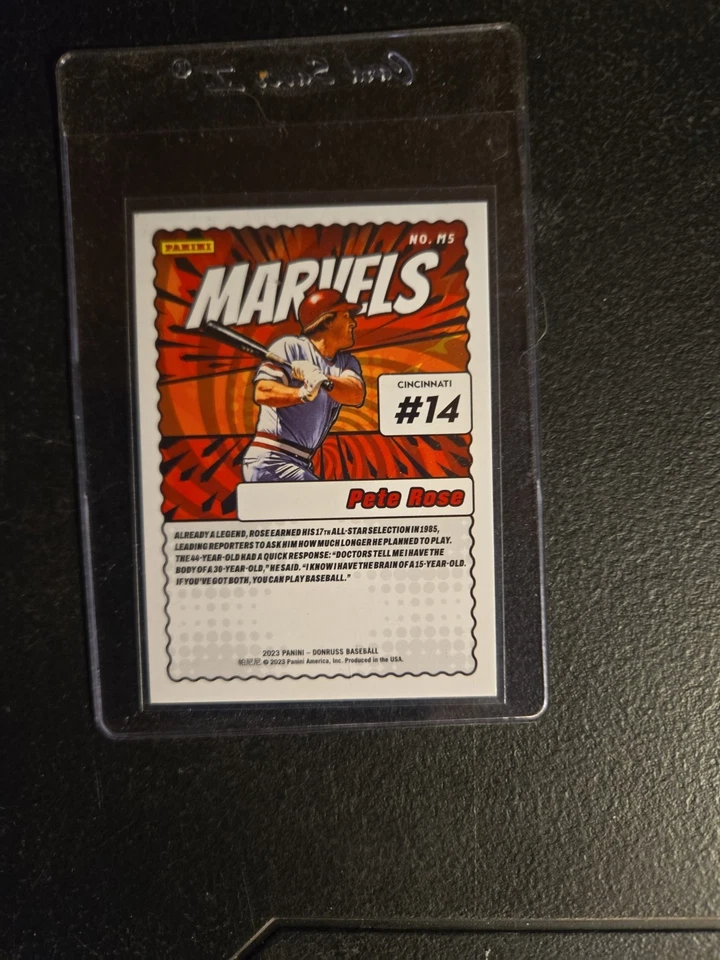 PANINI
NO. M5
MARVELS
CINCINNATI
#14
Pete Rose
ALREADY A LEGEND, ROSE EARNED HIS 17TH ALL-STAR SELECTION IN 1985,
LEADING REPORTERS TO ASK HIM HOW MUCH LONGER HE PLANNED TO PLAY.
THE 44-YEAR-OLD HAD A QUICK RESPONSE: "DOCTORS TELL ME I HAVE THE
BODY OF A 30-YEAR-OLD," HE SAID. "I KNOW I HAVE THE BRAIN OF A 15-YEAR-OLD.
IF YOU'VE GOT BOTH, YOU CAN PLAY BASEBALL."
2023 PANINI – DONRUSS BASEBALL
© 2023 Panini America, Inc. Produced in the USA.